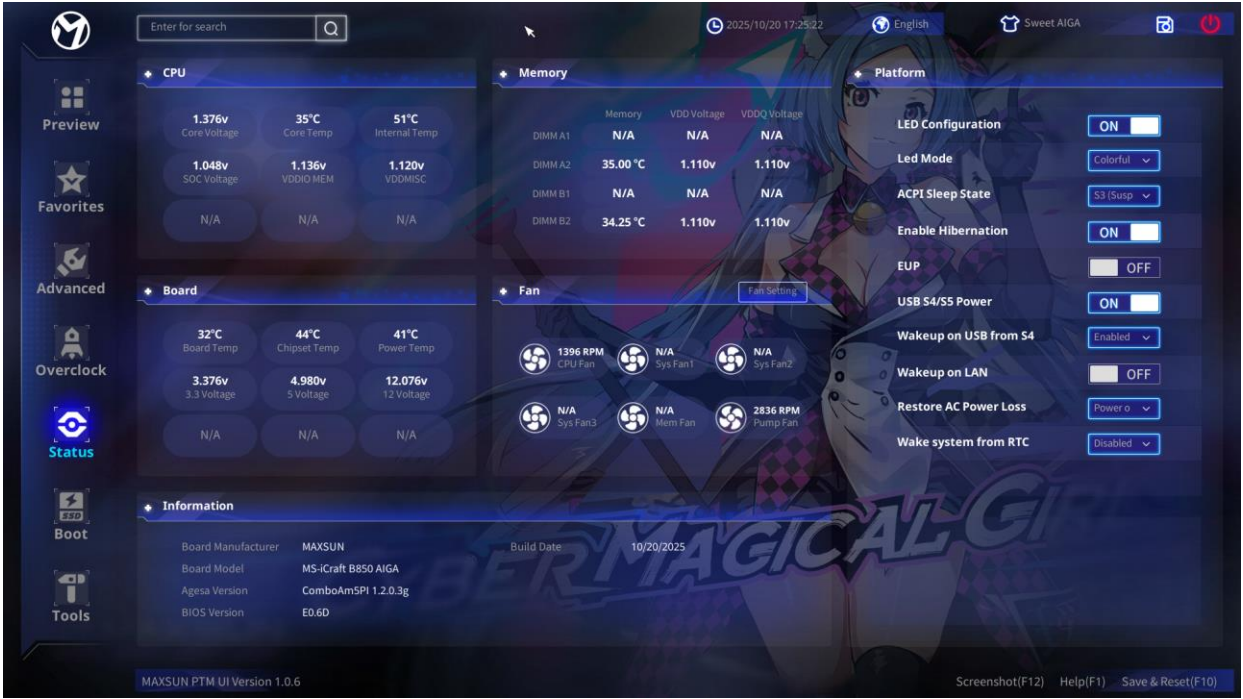 Enter for search
2025/10/20 17:25:22
English
Sweet AIGA
Preview
Favorites
Advanced
Overclock
Status
SSD
Boot
Tools
CPU
1.376v 35°C 51°C
Core Voltage Core Temp Internal Temp
1.048v 1.136v 1.120v
SOC Voltage VDDIO MEM VDDMISC
N/A N/A N/A
Memory
Memory VDD Voltage VDDQ Voltage
DIMM A1 N/A N/A N/A
DIMM A2 35.00 °C 1.110v 1.110v
DIMM B1 N/A N/A N/A
DIMM B2 34.25 °C 1.110v 1.110v
Platform
LED Configuration ON
Led Mode Colorful
ACPI Sleep State S3 (Susp
Enable Hibernation ON
EUP OFF
USB S4/S5 Power ON
Wakeup on USB from S4 Enabled
Wakeup on LAN OFF
Restore AC Power Loss Power o
Wake system from RTC Disabled
Board
32°C 44°C 41°C
Board Temp Chipset Temp Power Temp
3.376v 4.980v 12.076v
3.3 Voltage 5 Voltage 12 Voltage
N/A N/A N/A
Fan
Fan Setting
1396 RPM N/A N/A
CPU Fan Sys Fan1 Sys Fan2
N/A N/A 2836 RPM
Sys Fan3 Mem Fan Pump Fan
Information
Board Manufacturer MAXSUN Build Date 10/20/2025
Board Model MS-iCraft B850 AIGA
Agesa Version ComboAm5PI 1.2.0.3g
BIOS Version E0.6D
MAGICAL
MAXSUN PTM UI Version 1.0.6
Screenshot(F12) Help(F1) Save & Reset(F10)